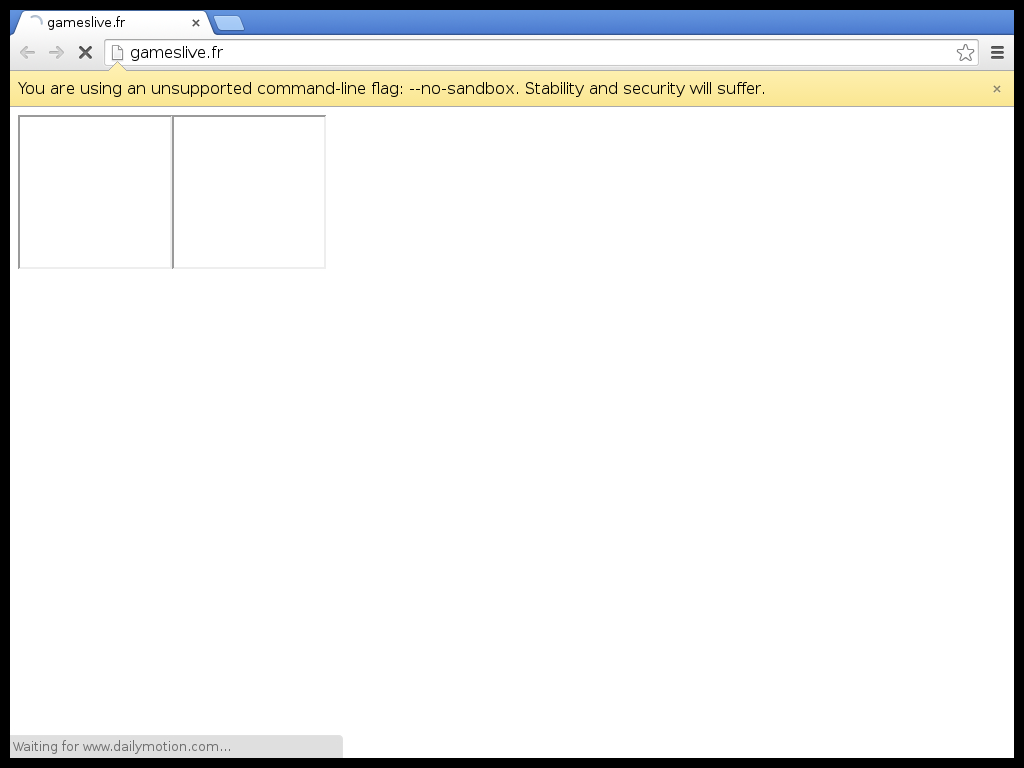 gameslive.fr
gameslive.fr
You are using an unsupported command-line flag: --no-sandbox. Stability and security will suffer.
Waiting for www.dailymotion.com...